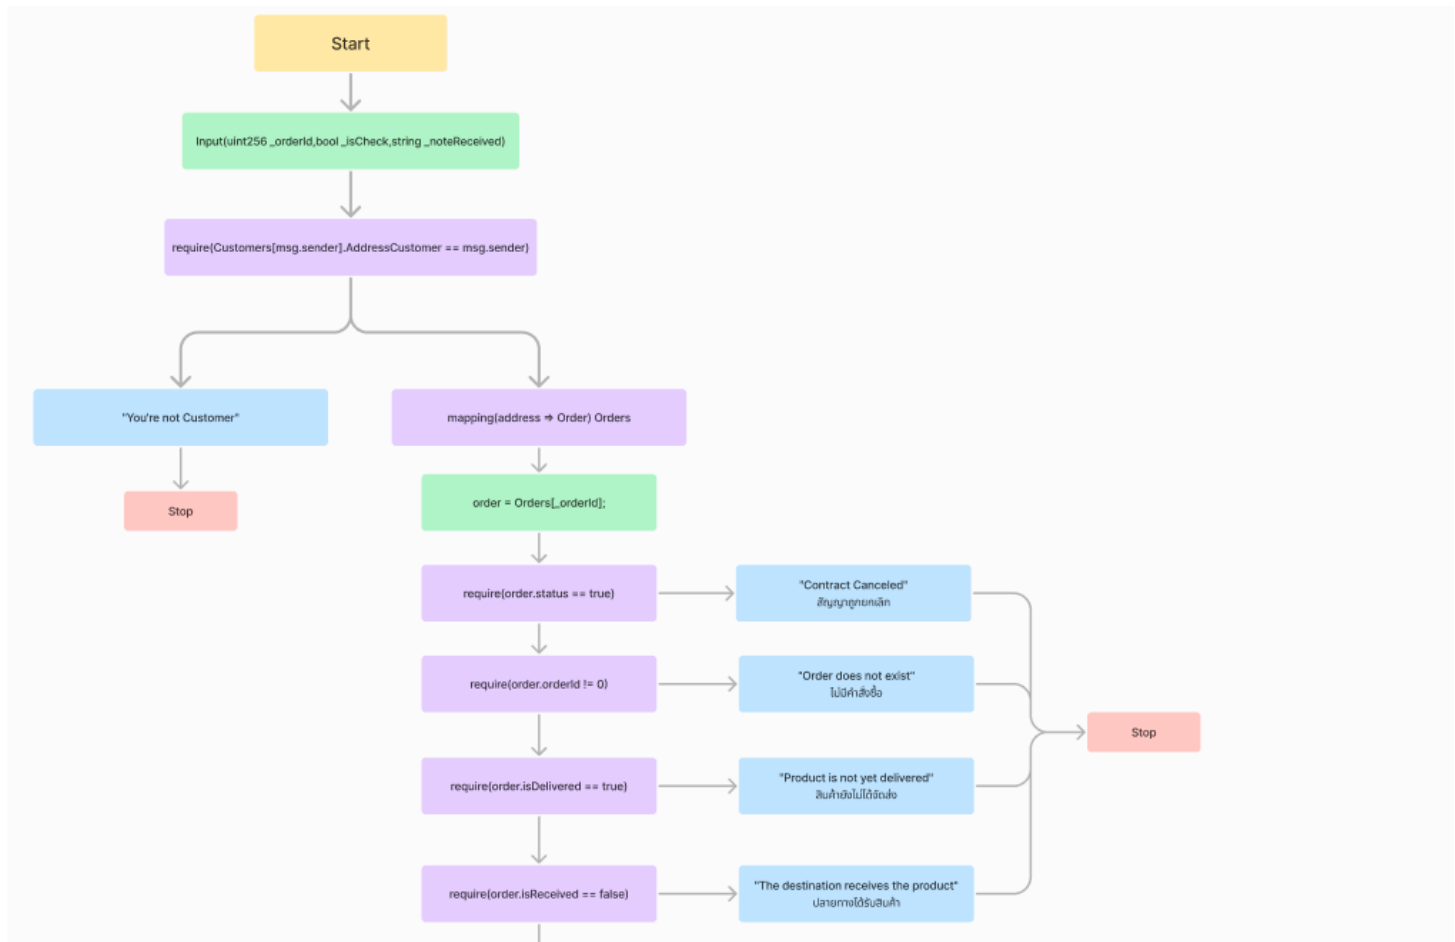 Start
Input(uint256 _orderId,bool _isCheck,string _noteReceived)
require(Customers[msg.sender].AddressCustomer == msg.sender)
"You're not Customer"
mapping(address => Order) Orders
Stop
order = Orders[_orderId];
require(order.status == true)
"Contract Canceled"
สัญญาถูกยกเลิก
require(order.orderId != 0)
"Order does not exist"
ไม่มีคำสั่งซื้อ
Stop
require(order.isDelivered == true)
"Product is not yet delivered"
สินค้ายังไม่ได้จัดส่ง
require(order.isReceived == false)
"The destination receives the product"
ปลายทางได้รับสินค้า